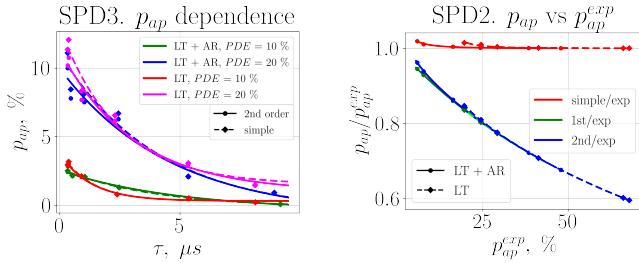 SPD3. p_ap dependence
LT + AR, PDE = 10 %
LT + AR, PDE = 20 %
LT, PDE = 10 %
LT, PDE = 20 %
2nd order
simple
10
5
0
p_ap, %
0
5
τ, μs
SPD2. p_ap vs p_ap^exp
1.0
0.8
0.6
p_ap/p_ap^exp
simple/exp
1st/exp
2nd/exp
LT + AR
LT
25
50
p_ap^exp, %